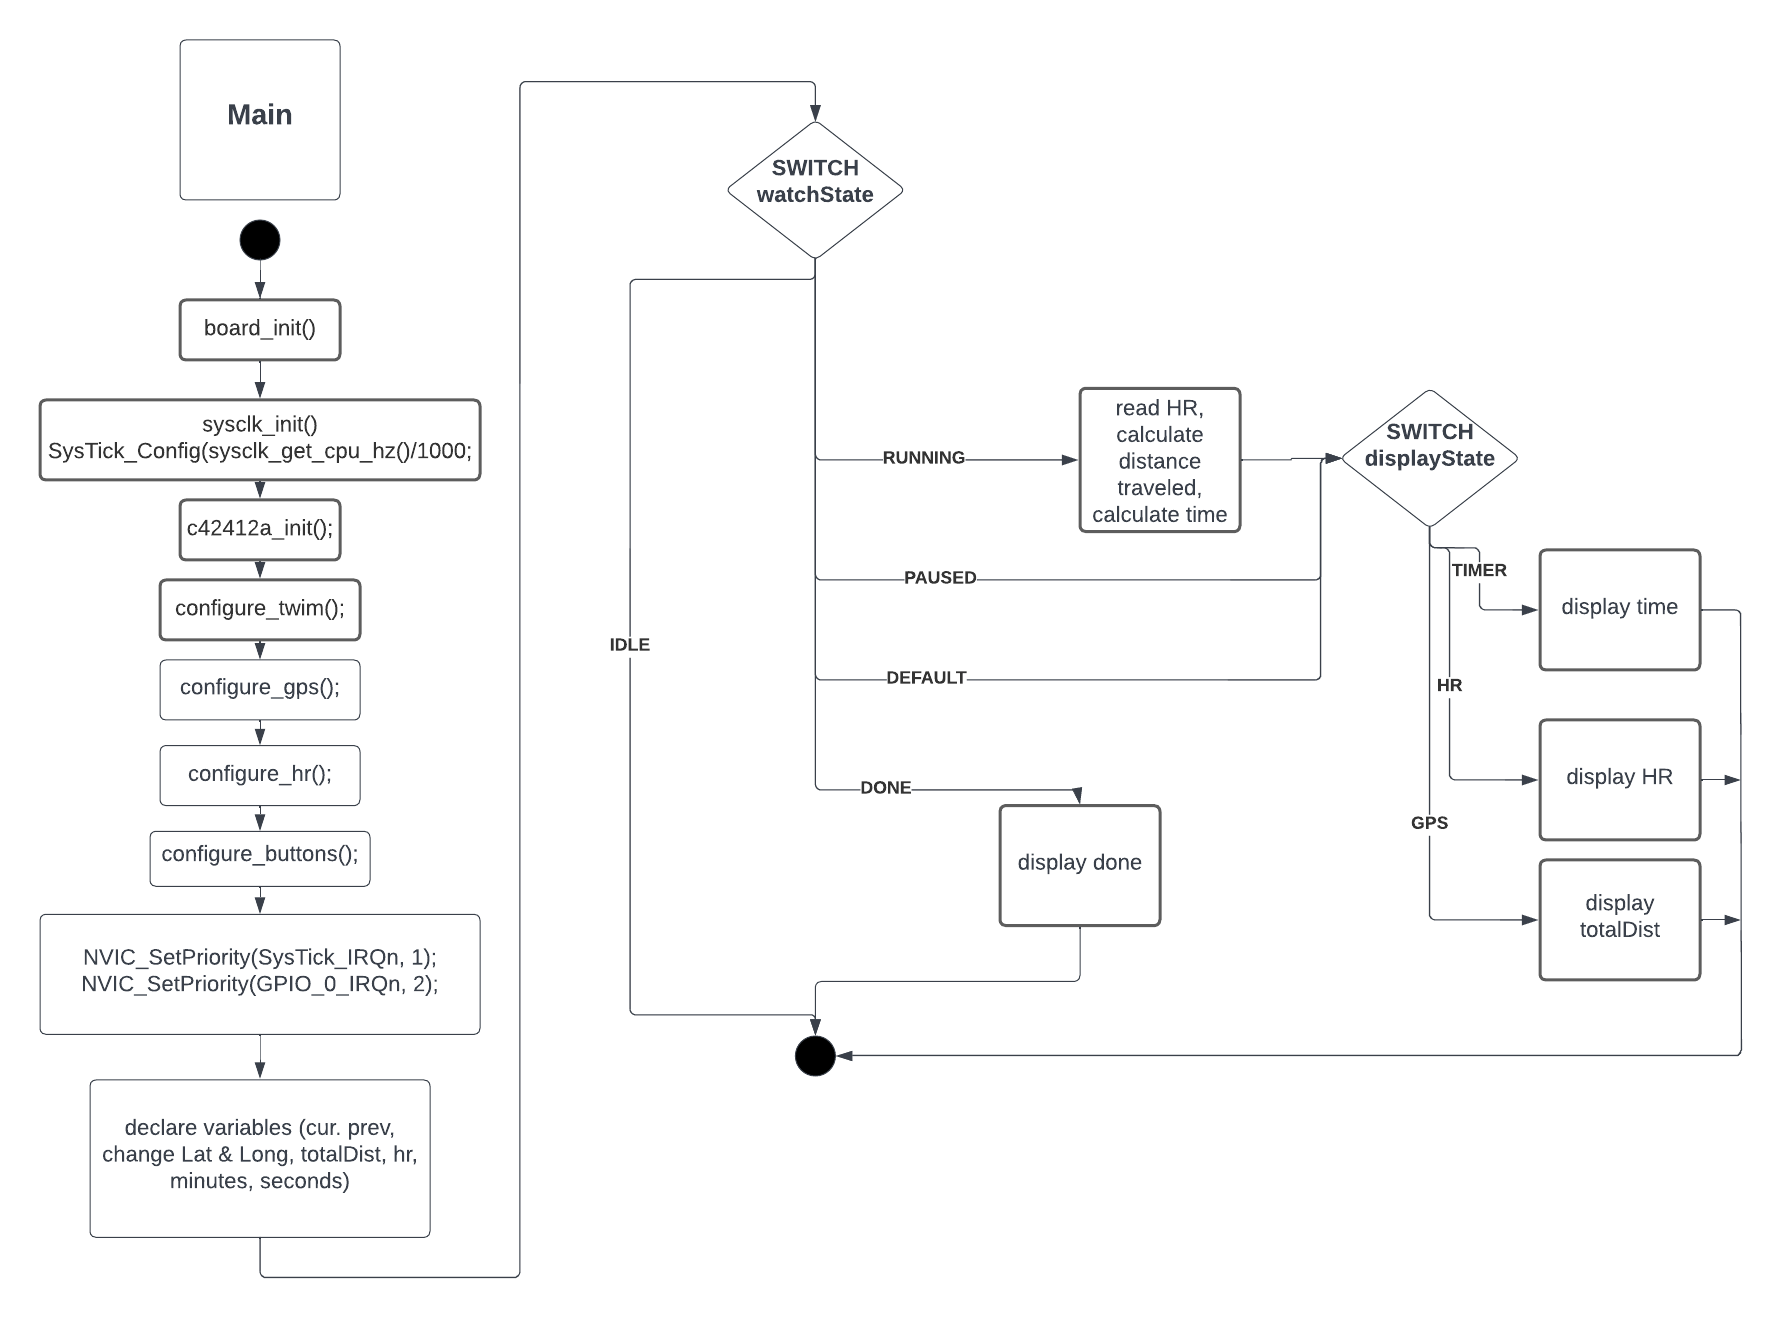 Main
board_init()
sysclk_init()
SysTick_Config(sysclk_get_cpu_hz()/1000;
c42412a_init();
configure_twim();
configure_gps();
configure_hr();
configure_buttons();
NVIC_SetPriority(SysTick_IRQn, 1);
NVIC_SetPriority(GPIO_0_IRQn, 2);
declare variables (cur. prev,
change Lat & Long, totalDist, hr,
minutes, seconds)
SWITCH
watchState
IDLE
RUNNING
PAUSED
DEFAULT
DONE
read HR,
calculate
distance
traveled,
calculate time
display done
SWITCH
displayState
TIMER
HR
GPS
display time
display HR
display
totalDist